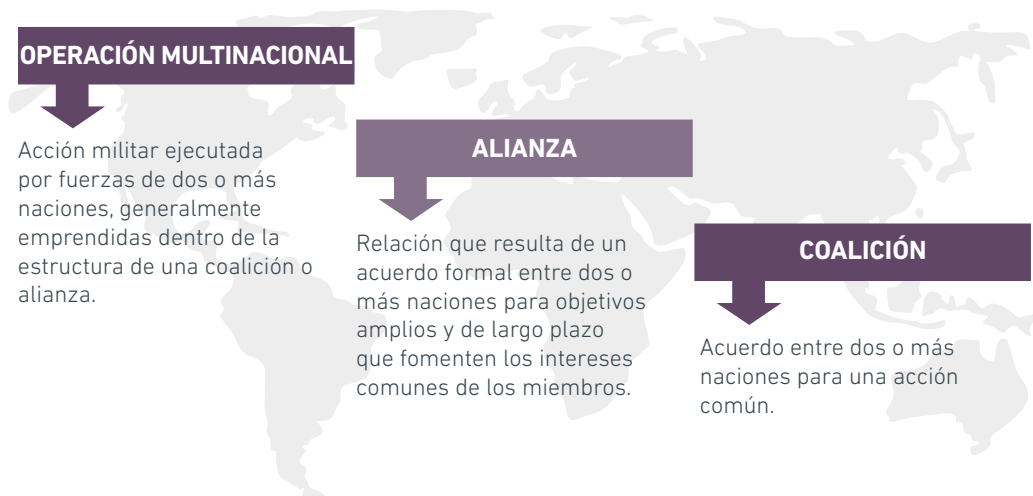 OPERACIÓN MULTINACIONAL
Acción militar ejecutada
por fuerzas de dos o más
naciones, generalmente
emprendidas dentro de la
estructura de una coalición o
alianza.
ALIANZA
Relación que resulta de un
acuerdo formal entre dos o
más naciones para objetivos
amplios y de largo plazo
que fomenten los intereses
comunes de los miembros.
COALICIÓN
Acuerdo entre dos o más
naciones para una acción
común.